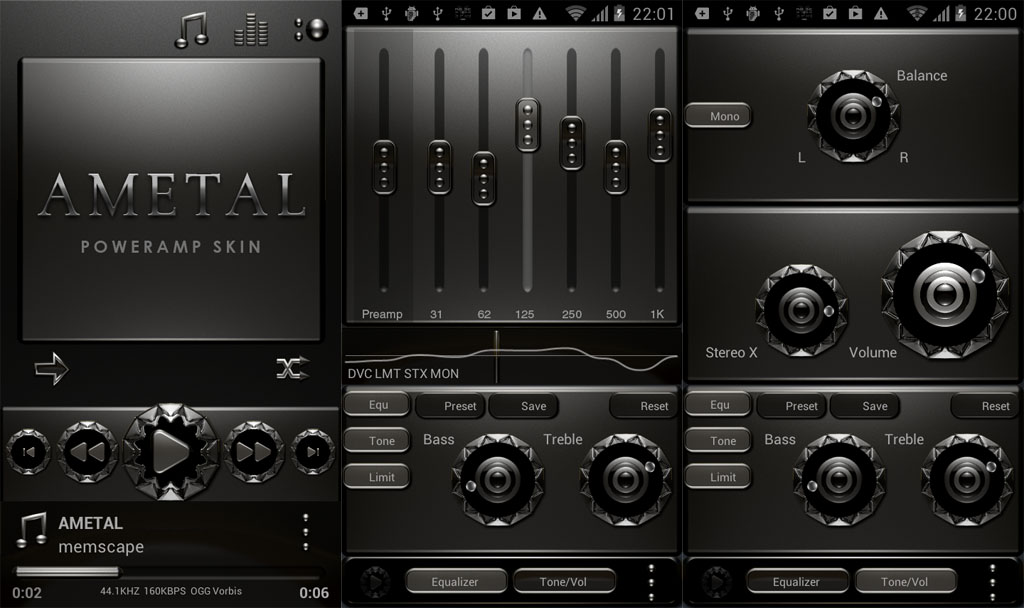 AMETAL
POWERAMP SKIN
AMETAL
memscape
0:02
44.1KHZ 160KBPS OGG Vorbis
0:06
22:01
Preamp 31 62 125 250 500 1K
DVC LMT STX MON
Equ Preset Save Reset
Tone Bass Treble
Limit
Equalizer Tone/Vol
22:00
Balance
Mono
L R
Stereo X Volume
Equ Preset Save Reset
Tone Bass Treble
Limit
Equalizer Tone/Vol